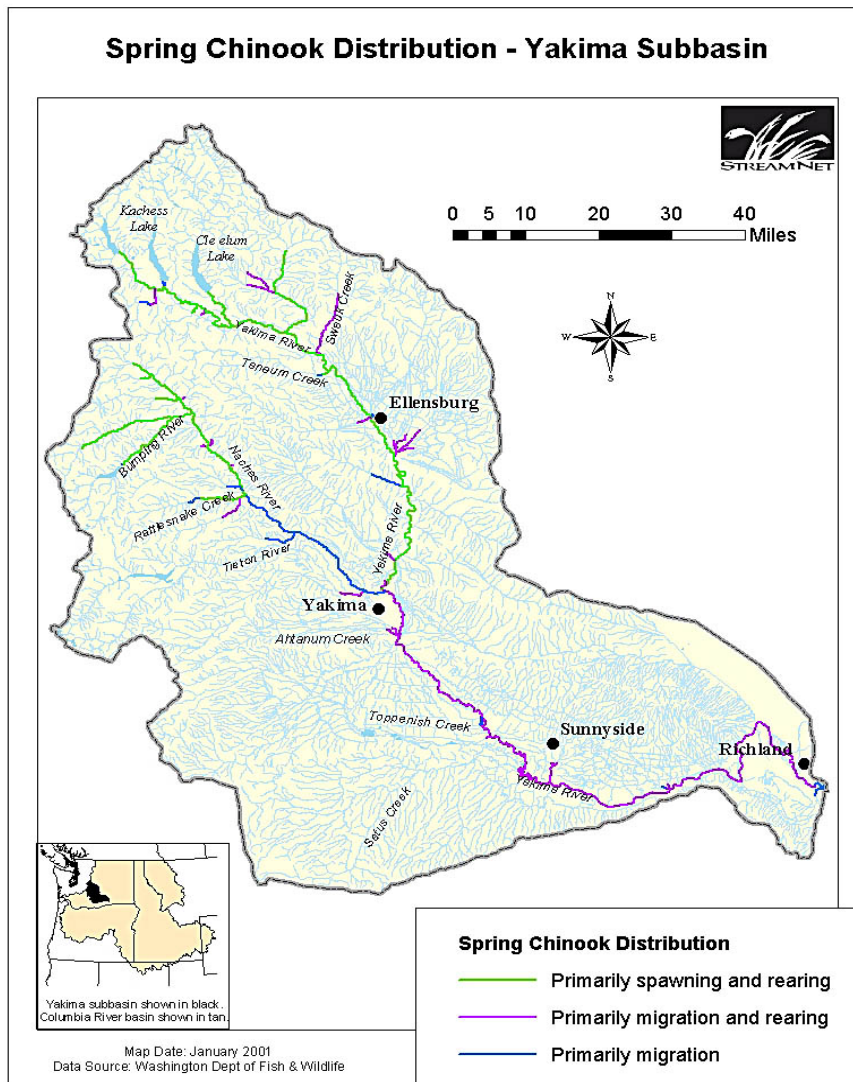 Spring Chinook Distribution - Yakima Subbasin
STREAMNET
0 5 10 20 30 40
Miles
Kachess
Lake
Cle elum
Lake
Swauk Creek
Yakima River
Taneum Creek
N
W E
S
Ellensburg
Bumping River
Naches River
Rattlesnake Creek
Yakima River
Tieton River
Yakima
Ahtanum Creek
Toppenish Creek
Sunnyside
Richland
Yakima River
Satus Creek
Yakima subbasin shown in black.
Columbia River basin shown in tan.
Spring Chinook Distribution
Primarily spawning and rearing
Primarily migration and rearing
Primarily migration
Map Date: January 2001
Data Source: Washington Dept of Fish & Wildlife